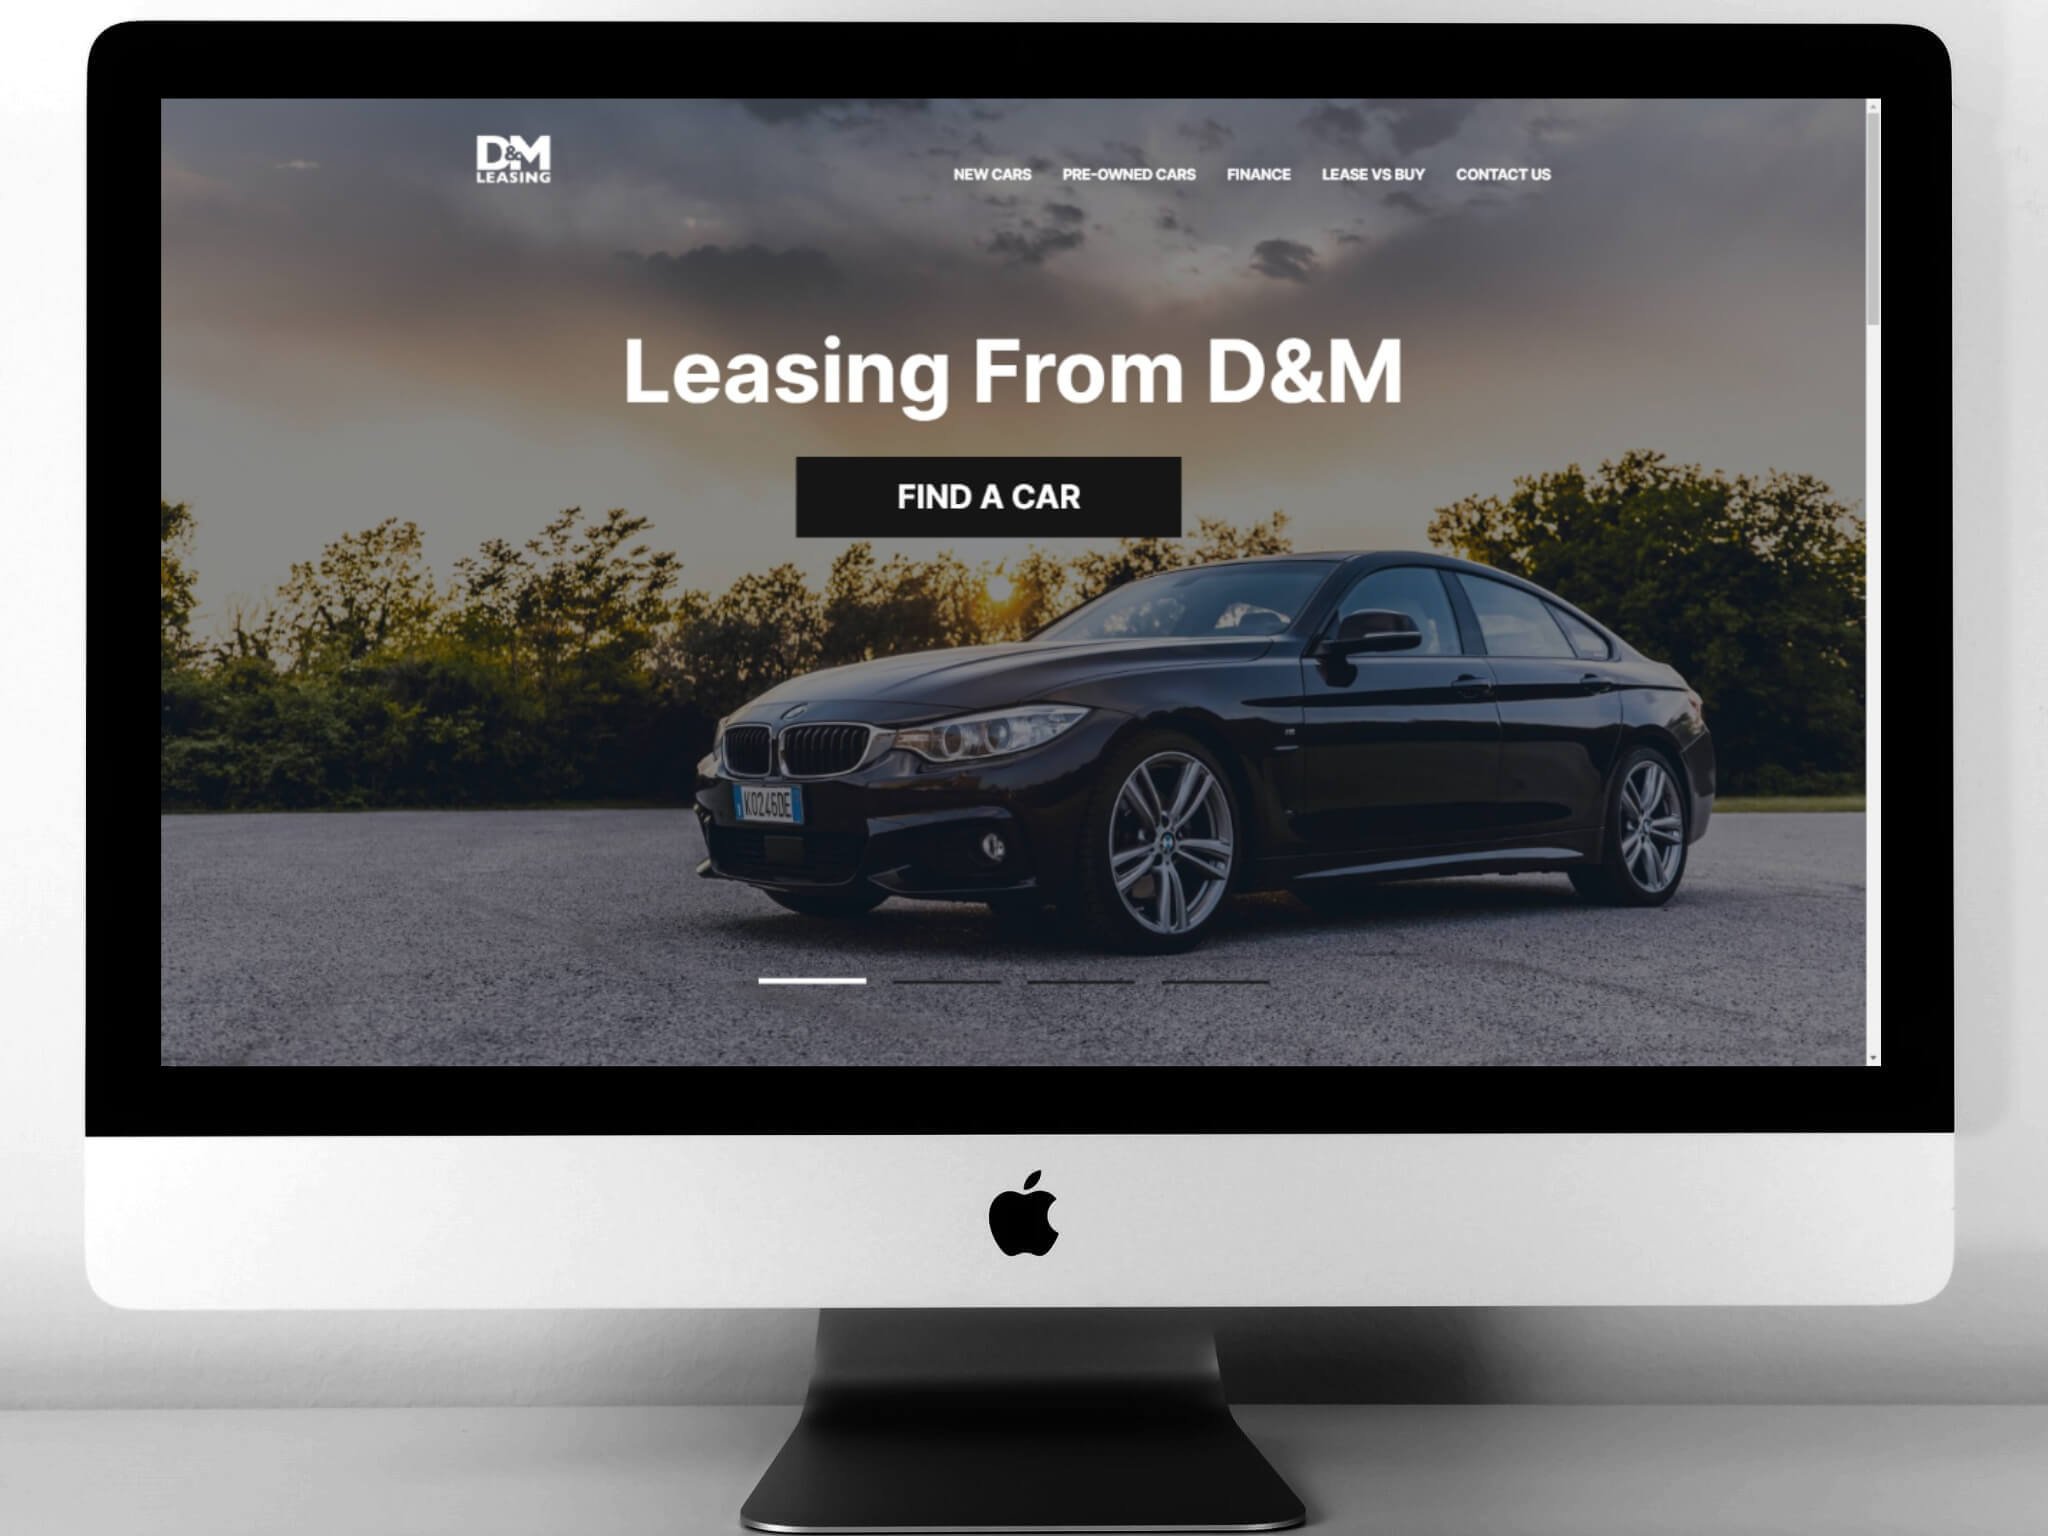 D&M
LEASING
NEW CARS PRE-OWNED CARS FINANCE LEASE VS BUY CONTACT US
Leasing From D&M
FIND A CAR
KO246DE